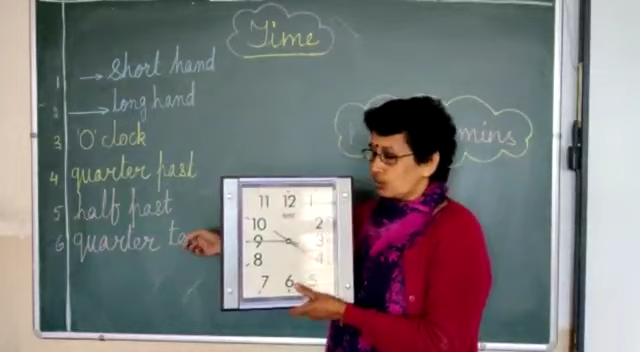 Time
1 → Short hand
2 → long hand
3 'O' clock
4 quarter past
5 half past
6 quarter
mins
11 12 1
10 2
9 3
8 4
7 6 5